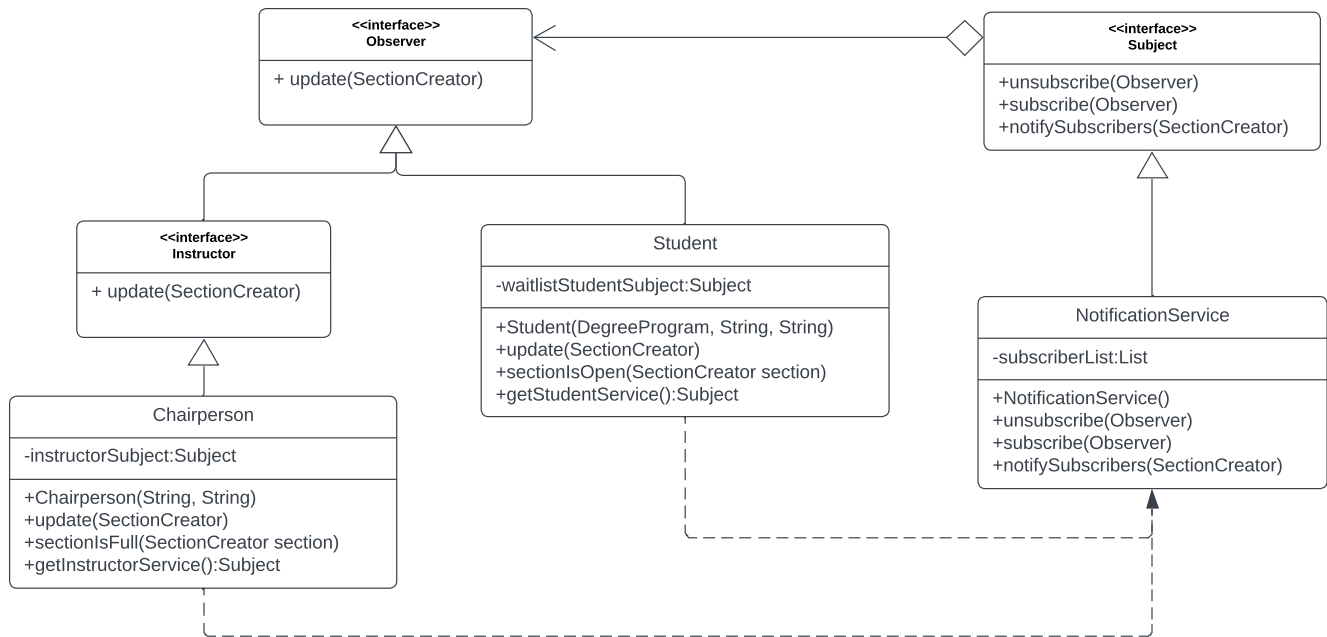 <<interface>>
Observer
+ update(SectionCreator)
<<interface>>
Subject
+unsubscribe(Observer)
+subscribe(Observer)
+notifySubscribers(SectionCreator)
<<interface>>
Instructor
+ update(SectionCreator)
Student
-waitlistStudentSubject:Subject
+Student(DegreeProgram, String, String)
+update(SectionCreator)
+sectionIsOpen(SectionCreator section)
+getStudentService():Subject
NotificationService
-subscriberList:List
+NotificationService()
+unsubscribe(Observer)
+subscribe(Observer)
+notifySubscribers(SectionCreator)
Chairperson
-instructorSubject:Subject
+Chairperson(String, String)
+update(SectionCreator)
+sectionIsFull(SectionCreator section)
+getInstructorService():Subject